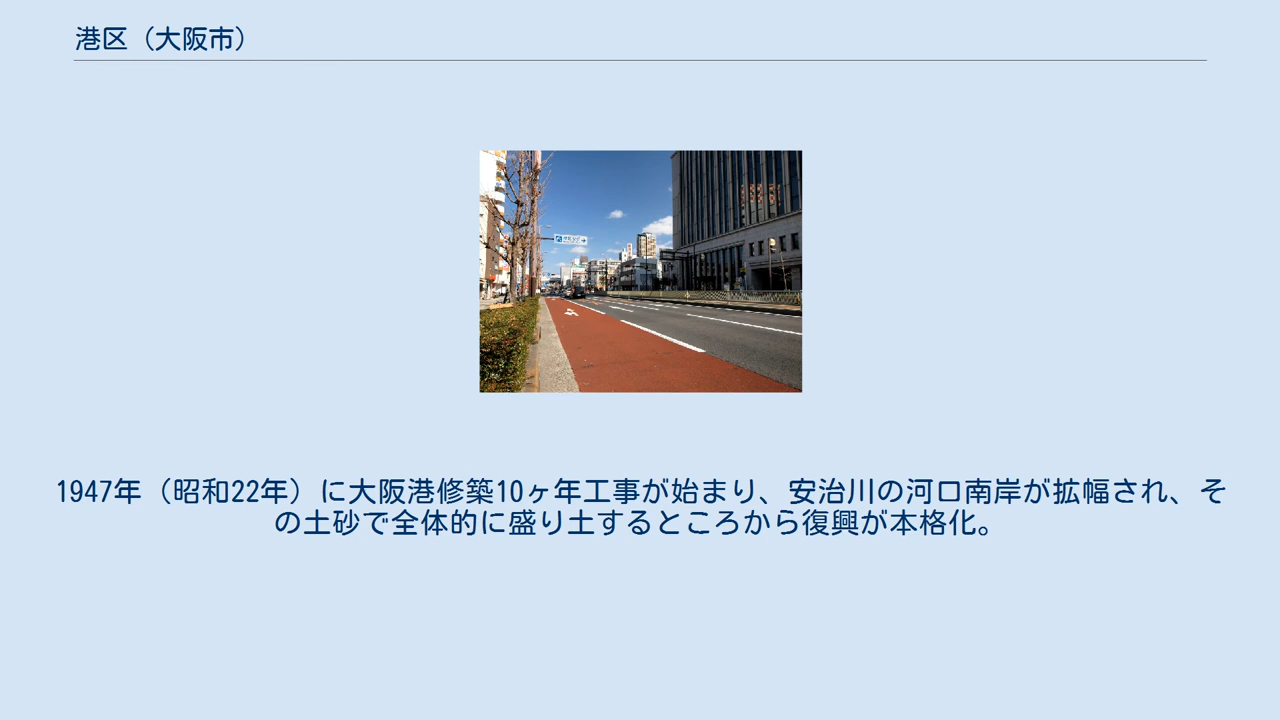 港区（大阪市）
1947年（昭和22年）に大阪港修築10ヶ年工事が始まり、安治川の河口南岸が拡幅され、そ
の土砂で全体的に盛り土するところから復興が本格化。